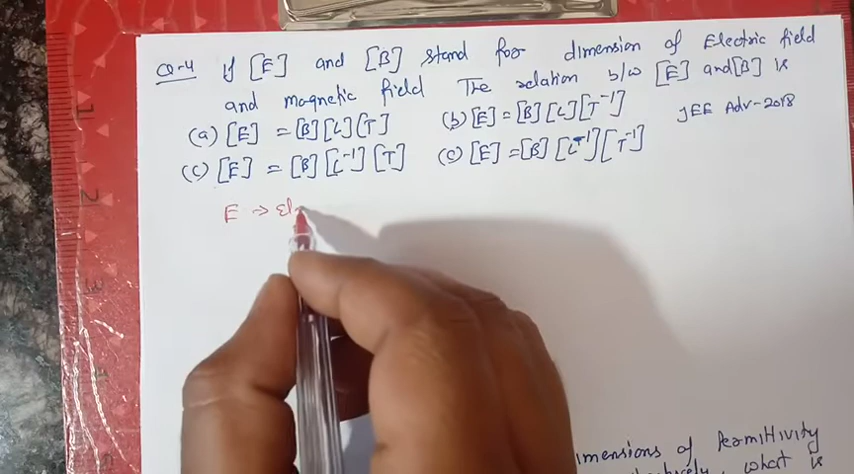 Q-4 If [E] and [B] stand for dimension of Electric field
and magnetic field The relation b/w [E] and [B] is
(a) [E] = [B][L][T] (b) [E] = [B][L][T⁻¹] JEE Adv-2018
(c) [E] = [B][L⁻¹][T] (c) [E] = [B][L⁻¹][T⁻¹]
E → El
imensions of Permittivity
what is